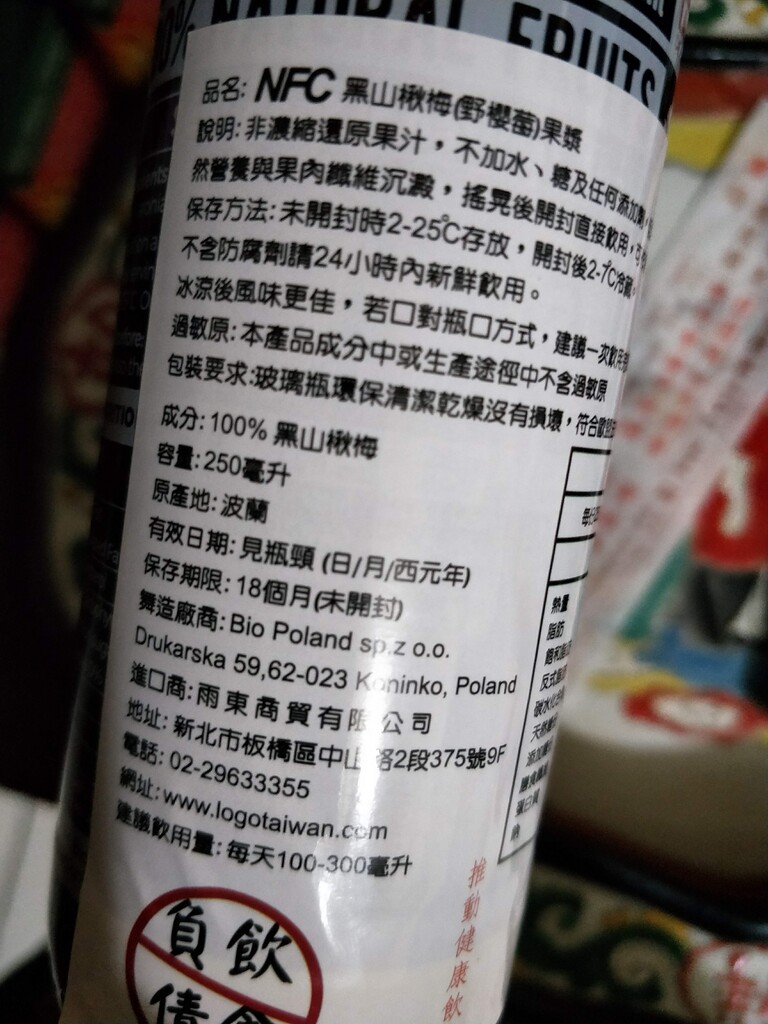 0% NATURAL FRUITS
品名: NFC 黑山楸梅(野櫻萄)果漿
說明: 非濃縮還原果汁，不加水、糖及任何添加
然營養與果肉纖維沉澱，搖晃後開封直接飲用，
保存方法: 未開封時2-25℃存放，開封後2-7℃冷藏。
不含防腐劑請24小時內新鮮飲用。
冰涼後風味更佳，若口對瓶口方式，建議一次飲用
過敏原: 本產品成分中或生產途徑中不含過敏原
包裝要求:玻璃瓶環保清潔乾燥沒有損壞，符合歐盟
成分: 100% 黑山楸梅
容量: 250毫升
原產地: 波蘭
有效日期: 見瓶頸 (日/月/西元年)
保存期限: 18個月(未開封)
舞造廠商: Bio Poland sp.z o.o.
Drukarska 59,62-023 Koninko, Poland
進口商: 雨東商貿有限公司
地址: 新北市板橋區中山路2段375號9F
電話: 02-29633355
網址: www.logotaiwan.com
建議飲用量: 每天100-300毫升
熱量
脂肪
推動健康飲
負飲
債食